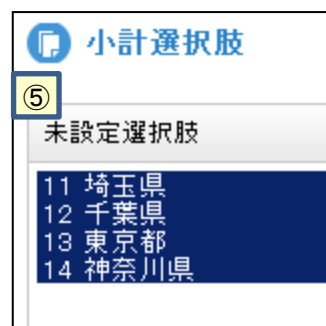 小計選択肢
⑤
未設定選択肢
11 埼玉県
12 千葉県
13 東京都
14 神奈川県